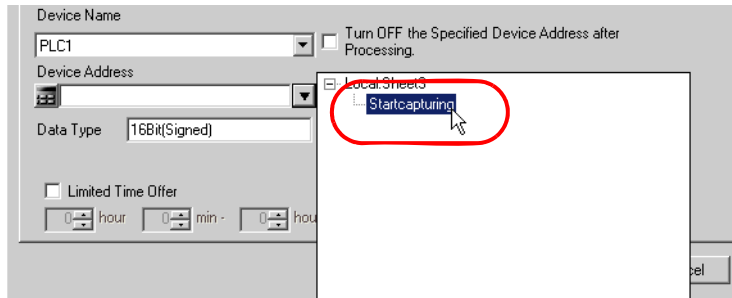 Device Name
PLC1
Turn OFF the Specified Device Address after
Processing.
Device Address
Local:Sheet3
Startcapturing
Data Type 16Bit(Signed)
Limited Time Offer
0 hour 0 min - 0 hou
cel